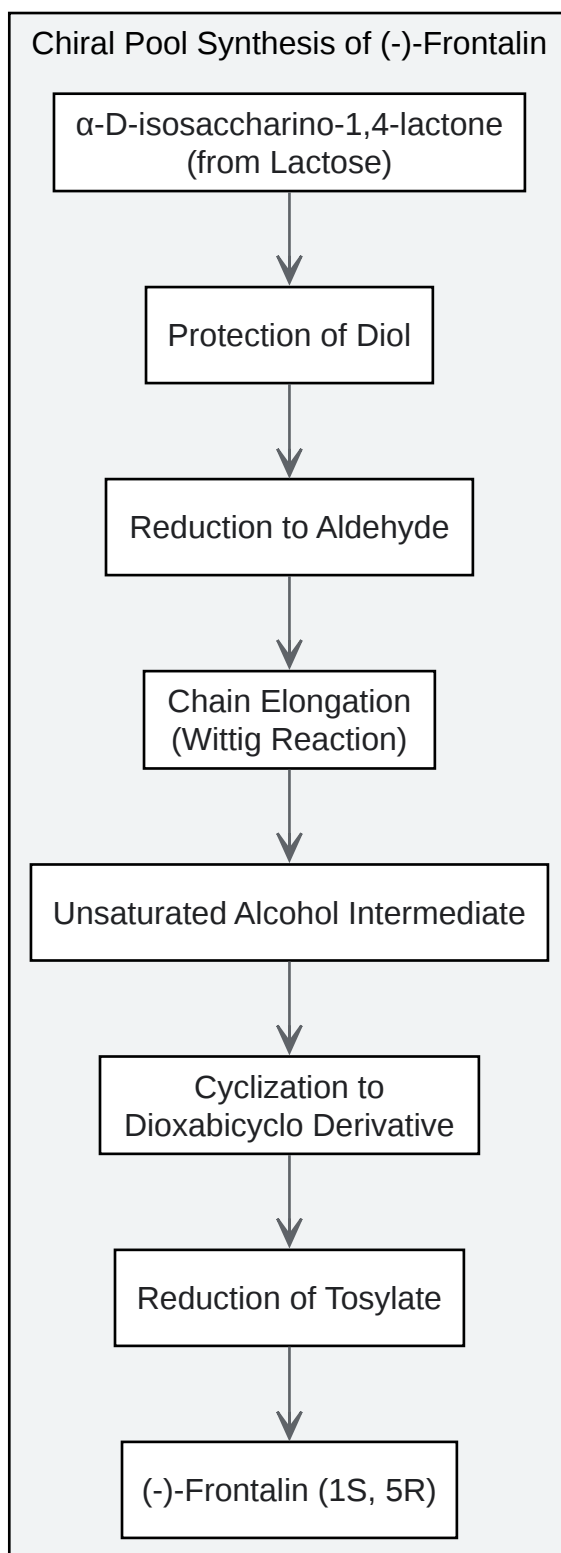 Chiral Pool Synthesis of (-)-Frontalin
α-D-isosaccharino-1,4-lactone
(from Lactose)
Protection of Diol
Reduction to Aldehyde
Chain Elongation
(Wittig Reaction)
Unsaturated Alcohol Intermediate
Cyclization to
Dioxabicyclo Derivative
Reduction of Tosylate
(-)-Frontalin (1S, 5R)